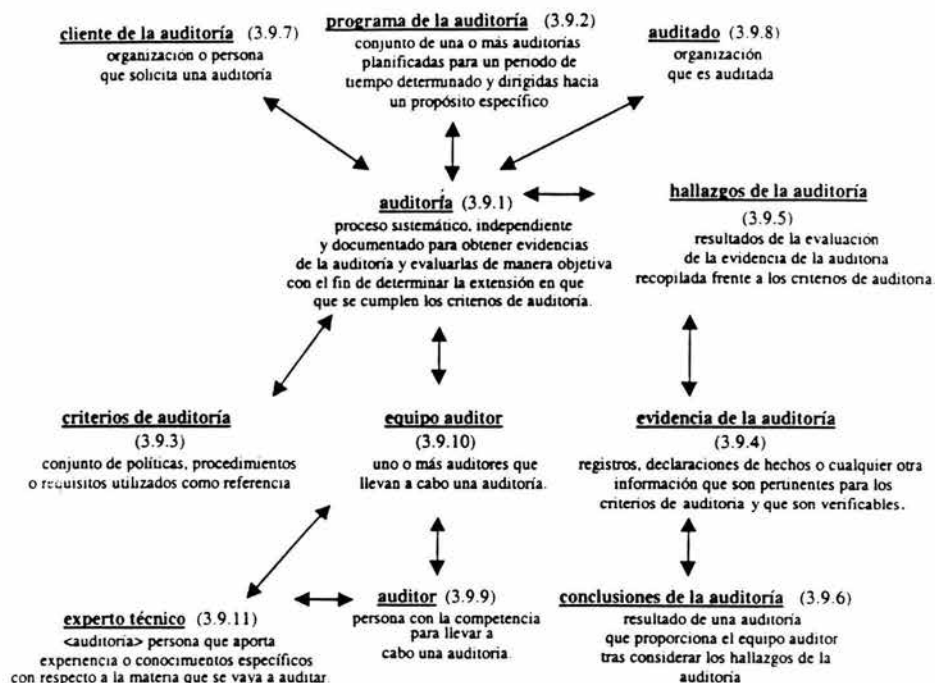 cliente de la auditoría (3.9.7)
organización o persona
que solicita una auditoría
programa de la auditoría (3.9.2)
conjunto de una o más auditorías
planificadas para un periodo de
tiempo determinado y dirigidas hacia
un propósito específico
auditado (3.9.8)
organización
que es auditada
auditoría (3.9.1)
proceso sistemático, independiente
y documentado para obtener evidencias
de la auditoría y evaluarlas de manera objetiva
con el fin de determinar la extensión en que
que se cumplen los criterios de auditoría.
hallazgos de la auditoría
(3.9.5)
resultados de la evaluación
de la evidencia de la auditoria
recopilada frente a los criterios de auditoria.
criterios de auditoría
(3.9.3)
conjunto de políticas, procedimientos
o requisitos utilizados como referencia
equipo auditor
(3.9.10)
uno o más auditores que
llevan a cabo una auditoría.
evidencia de la auditoría
(3.9.4)
registros, declaraciones de hechos o cualquier otra
información que son pertinentes para los
criterios de auditoria y que son verificables.
experto técnico (3.9.11)
<auditoria> persona que aporta
experiencia o conocimientos específicos
con respecto a la materia que se vaya a auditar.
auditor (3.9.9)
persona con la competencia
para llevar a
cabo una auditoria.
conclusiones de la auditoría (3.9.6)
resultado de una auditoría
que proporciona el equipo auditor
tras considerar los hallazgos de la
auditoría